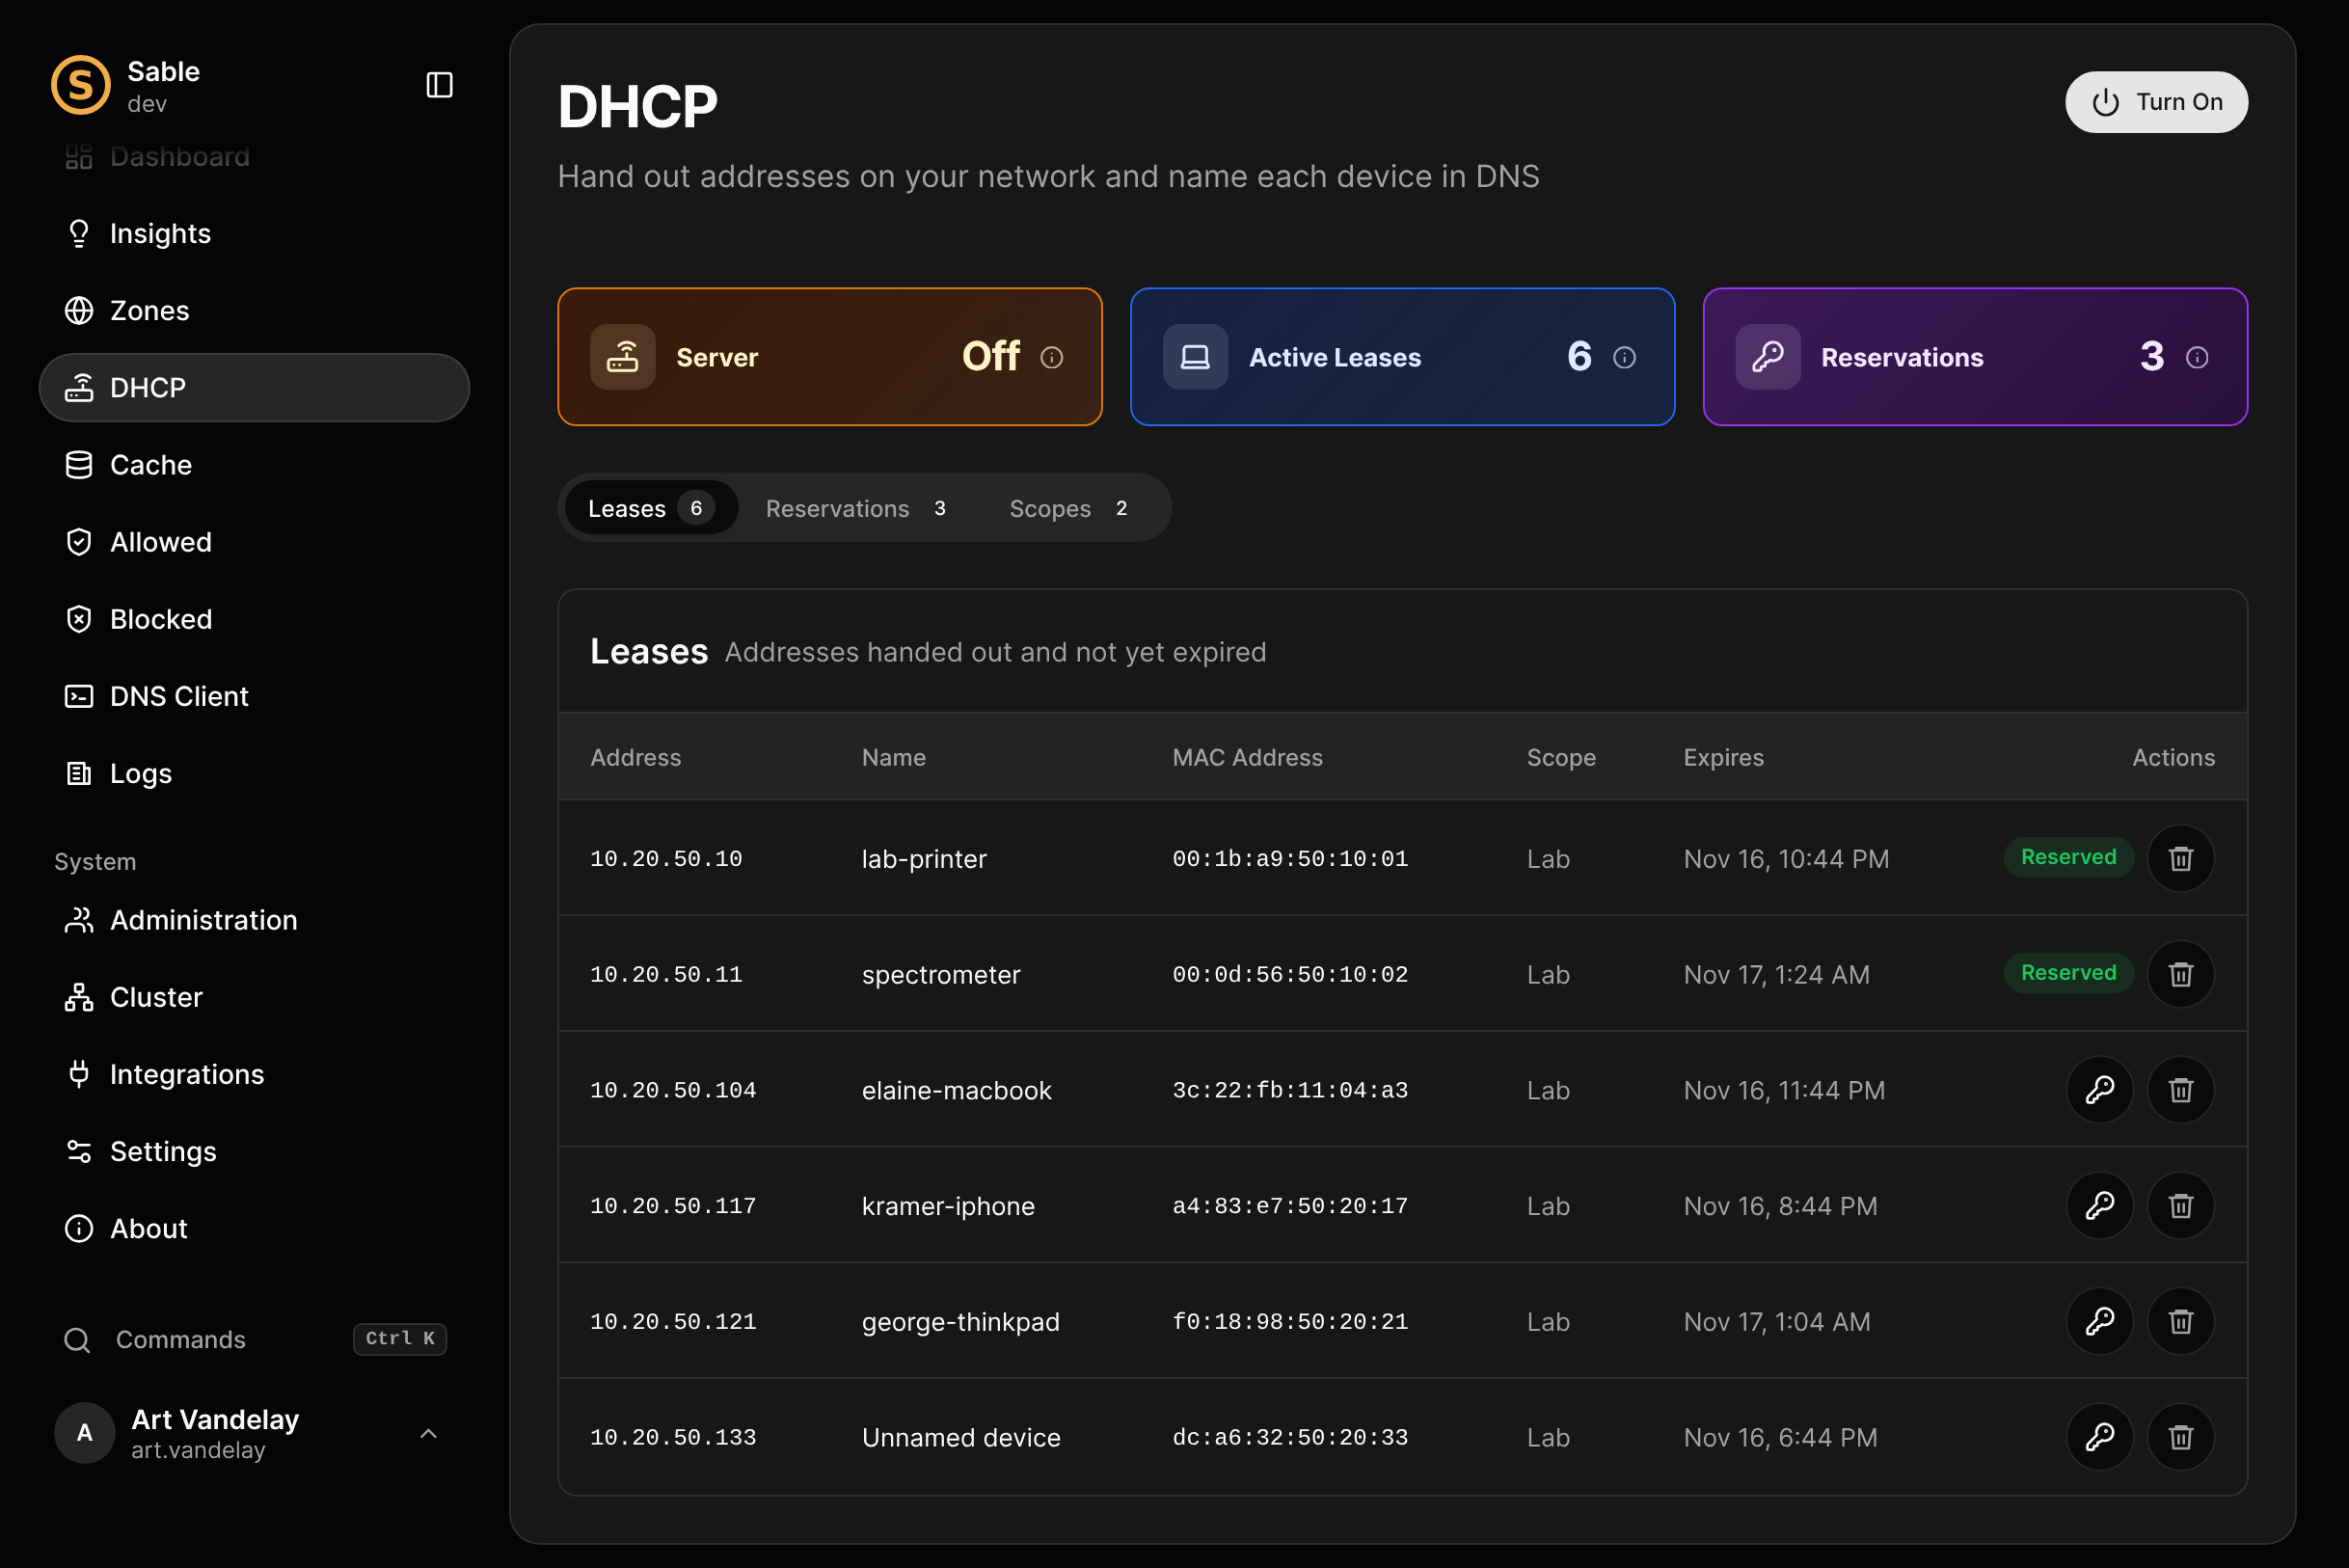 Sable
dev
Dashboard
Insights
Zones
DHCP
Cache
Allowed
Blocked
DNS Client
Logs
System
Administration
Cluster
Integrations
Settings
About
Commands Ctrl K
A
Art Vandelay
art.vandelay
DHCP
Turn On
Hand out addresses on your network and name each device in DNS
Server Off
Active Leases 6
Reservations 3
Leases 6 Reservations 3 Scopes 2
Leases Addresses handed out and not yet expired
Address Name MAC Address Scope Expires Actions
10.20.50.10 lab-printer 00:1b:a9:50:10:01 Lab Nov 16, 10:44 PM Reserved
10.20.50.11 spectrometer 00:0d:56:50:10:02 Lab Nov 17, 1:24 AM Reserved
10.20.50.104 elaine-macbook 3c:22:fb:11:04:a3 Lab Nov 16, 11:44 PM
10.20.50.117 kramer-iphone a4:83:e7:50:20:17 Lab Nov 16, 8:44 PM
10.20.50.121 george-thinkpad f0:18:98:50:20:21 Lab Nov 17, 1:04 AM
10.20.50.133 Unnamed device dc:a6:32:50:20:33 Lab Nov 16, 6:44 PM